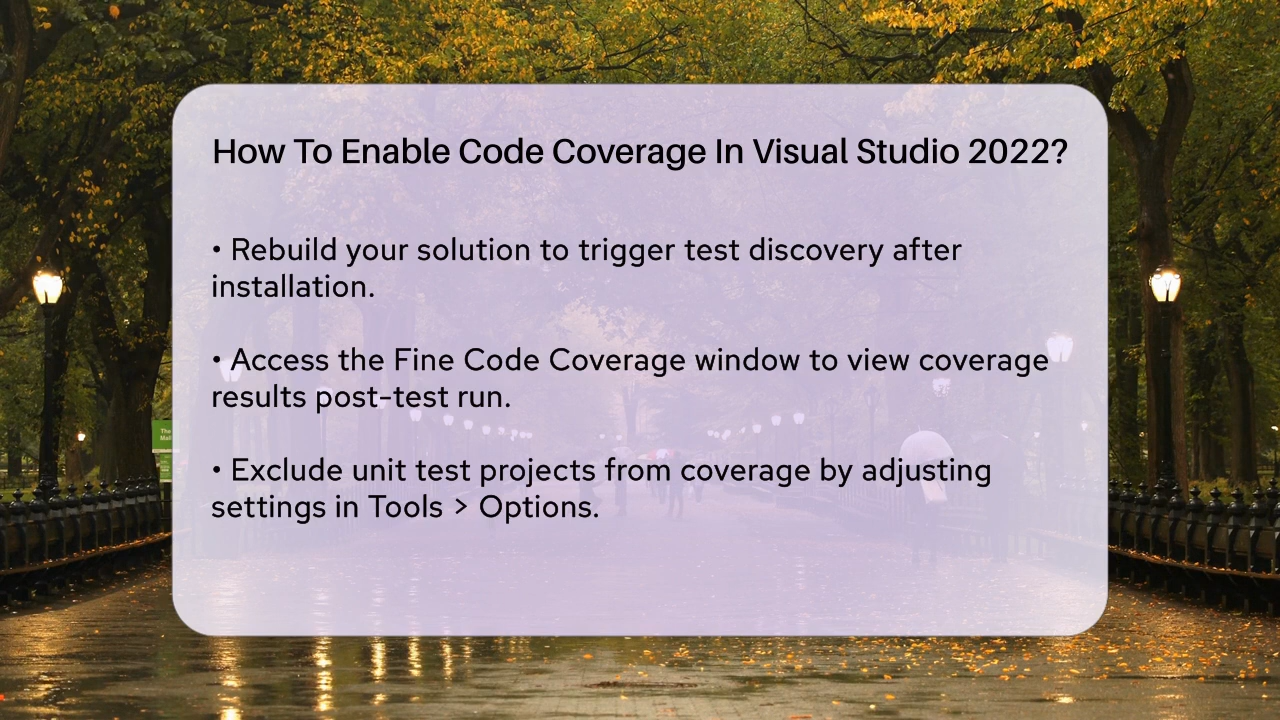 How To Enable Code Coverage In Visual Studio 2022?
• Rebuild your solution to trigger test discovery after
installation.
• Access the Fine Code Coverage window to view coverage
results post-test run.
• Exclude unit test projects from coverage by adjusting
settings in Tools > Options.
The
Mall